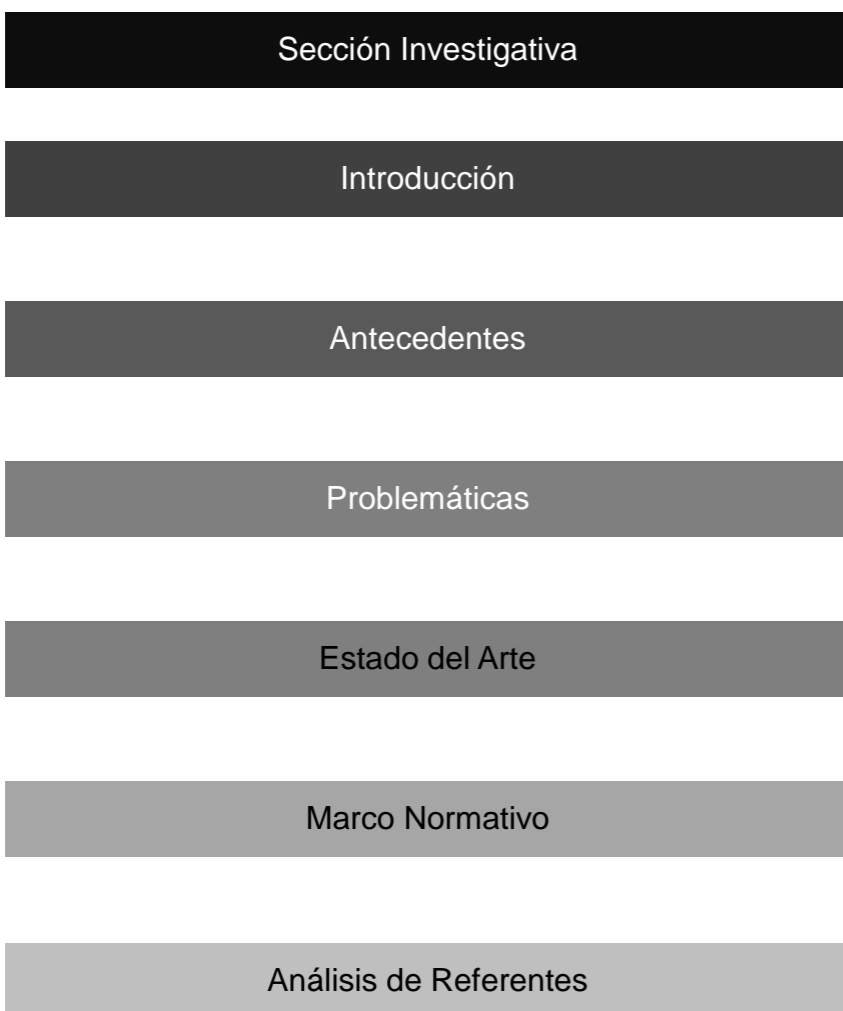 Sección Investigativa
Introducción
Antecedentes
Problemáticas
Estado del Arte
Marco Normativo
Análisis de Referentes